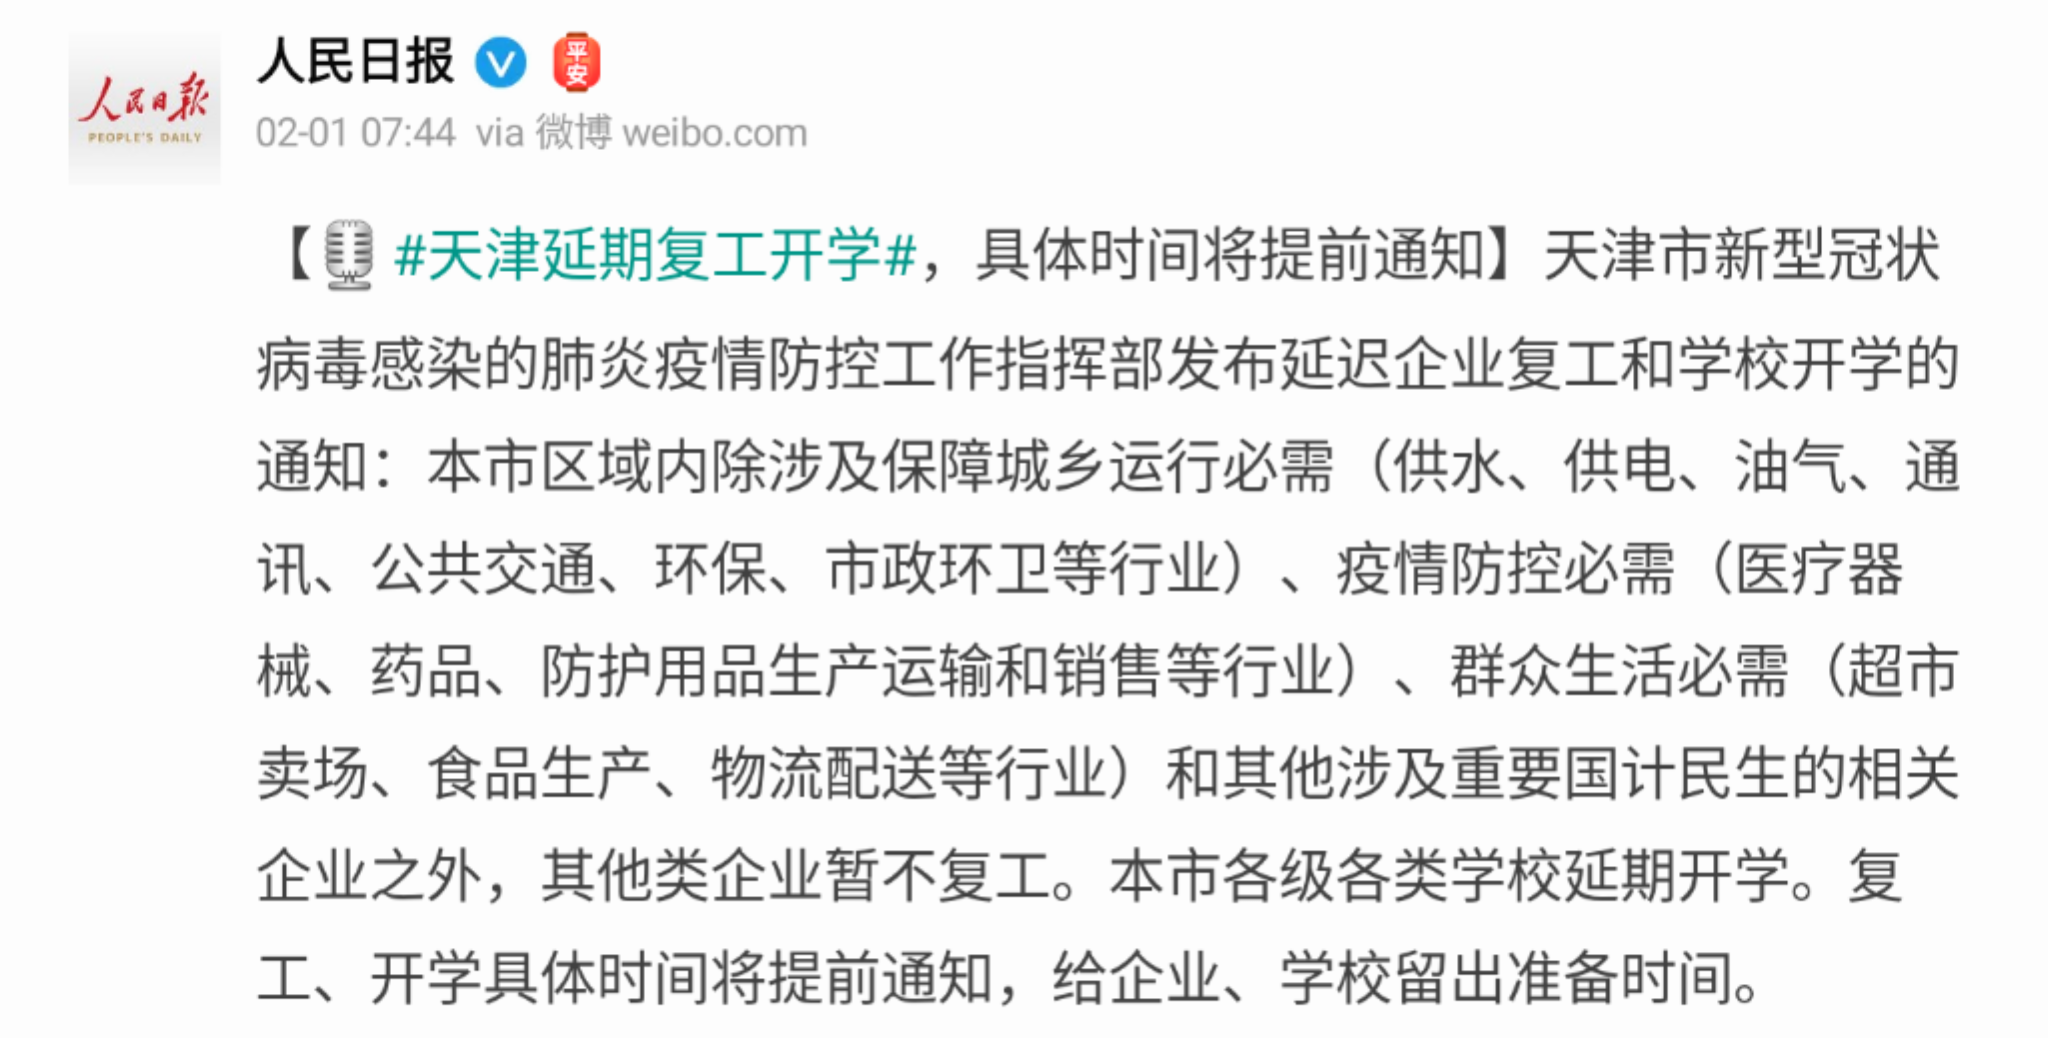 人民日报
平安
人民日报
PEOPLE'S DAILY
02-01 07:44 via 微博 weibo.com
【 #天津延期复工开学#，具体时间将提前通知】天津市新型冠状
病毒感染的肺炎疫情防控工作指挥部发布延迟企业复工和学校开学的
通知：本市区域内除涉及保障城乡运行必需（供水、供电、油气、通
讯、公共交通、环保、市政环卫等行业）、疫情防控必需（医疗器
械、药品、防护用品生产运输和销售等行业）、群众生活必需（超市
卖场、食品生产、物流配送等行业）和其他涉及重要国计民生的相关
企业之外，其他类企业暂不复工。本市各级各类学校延期开学。复
工、开学具体时间将提前通知，给企业、学校留出准备时间。